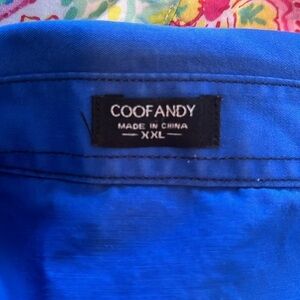 COOFANDY
MADE IN CHINA
— XXL —